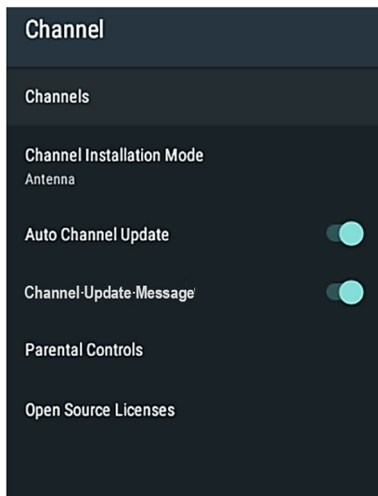 Channel
Channels
Channel Installation Mode
Antenna
Auto Channel Update
Channel·Update·Message
Parental Controls
Open Source Licenses